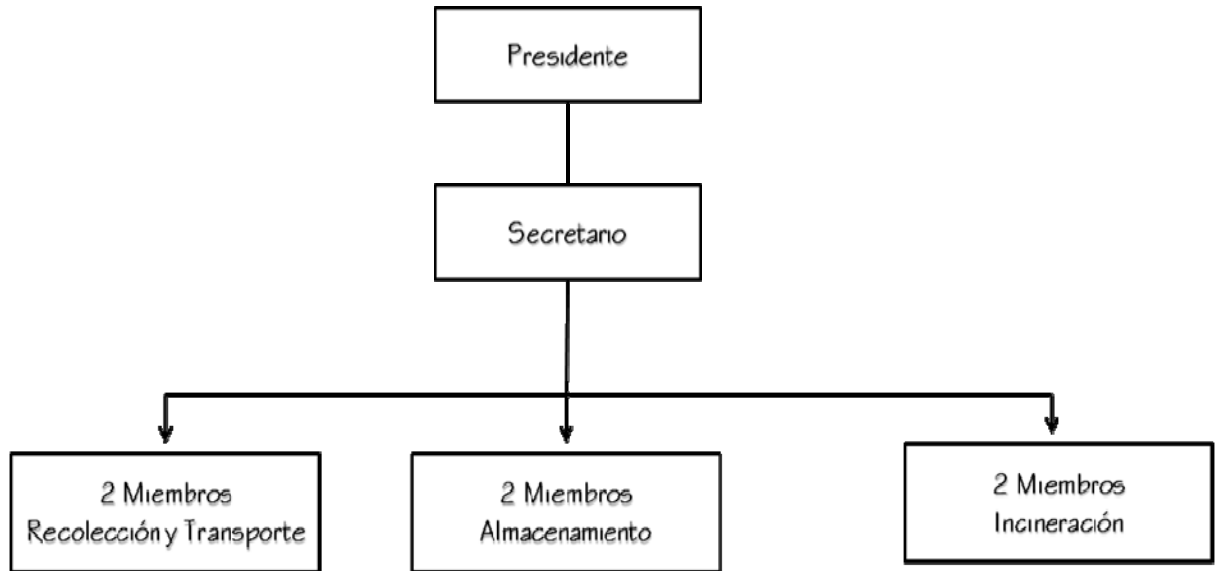 Presidente
Secretario
2 Miembros
Recolección y Transporte
2 Miembros
Almacenamiento
2 Miembros
Incineración